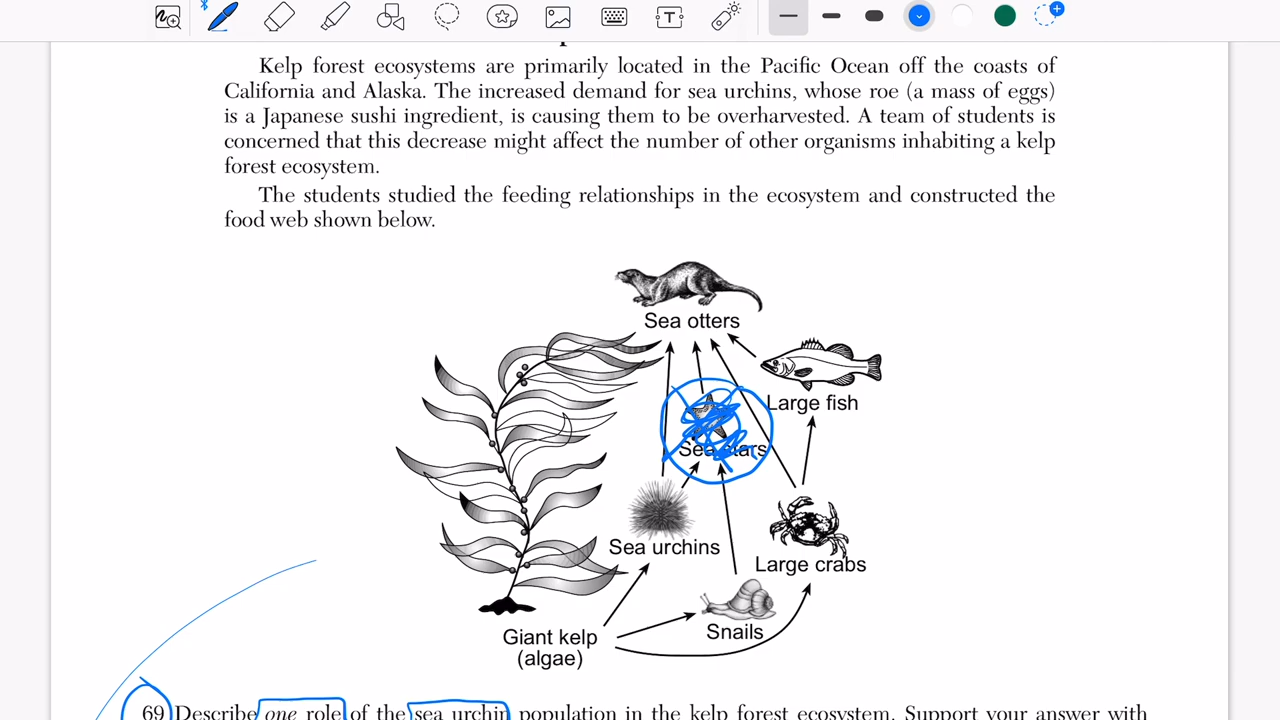 Kelp forest ecosystems are primarily located in the Pacific Ocean off the coasts of
California and Alaska. The increased demand for sea urchins, whose roe (a mass of eggs)
is a Japanese sushi ingredient, is causing them to be overharvested. A team of students is
concerned that this decrease might affect the number of other organisms inhabiting a kelp
forest ecosystem.
The students studied the feeding relationships in the ecosystem and constructed the
food web shown below.
Sea otters
Large fish
Sea stars
Sea urchins
Large crabs
Snails
Giant kelp
(algae)
69 Describe one role of the sea urchin population in the kelp forest ecosystem. Support your answer with